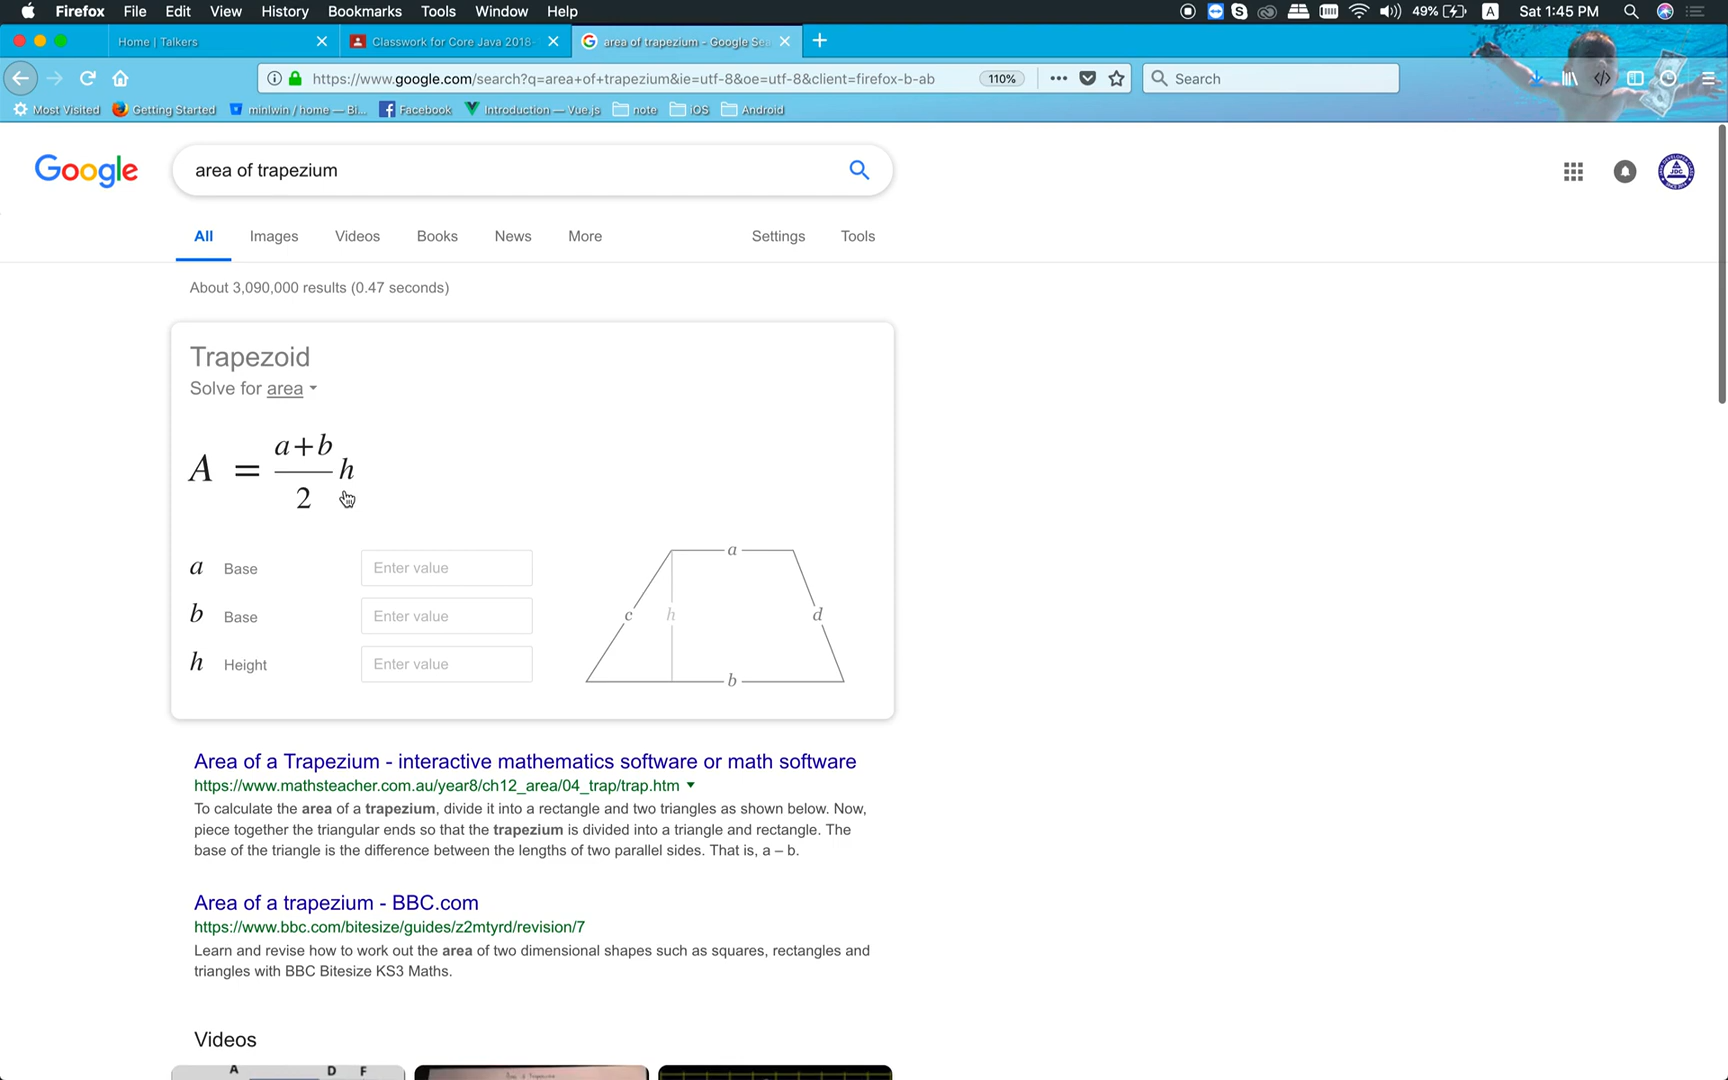 Firefox File Edit View History Bookmarks Tools Window Help 49% A Sat 1:45 PM
Home | Talkers Classwork for Core Java 2018- area of trapezium - Google Sea
https://www.google.com/search?q=area+of+trapezium&ie=utf-8&oe=utf-8&client=firefox-b-ab 110% Search
Most Visited Getting Started minlwin / home — Bi... Facebook Introduction — Vue.js note iOS Android
Google area of trapezium
JDC
All Images Videos Books News More Settings Tools
About 3,090,000 results (0.47 seconds)
Trapezoid
Solve for area
A = a+b
2 h
a Base Enter value
b Base Enter value
h Height Enter value
a
c h d
b
Area of a Trapezium - interactive mathematics software or math software
https://www.mathsteacher.com.au/year8/ch12_area/04_trap/trap.htm
To calculate the area of a trapezium, divide it into a rectangle and two triangles as shown below. Now,
piece together the triangular ends so that the trapezium is divided into a triangle and rectangle. The
base of the triangle is the difference between the lengths of two parallel sides. That is, a – b.
Area of a trapezium - BBC.com
https://www.bbc.com/bitesize/guides/z2mtyrd/revision/7
Learn and revise how to work out the area of two dimensional shapes such as squares, rectangles and
triangles with BBC Bitesize KS3 Maths.
Videos
A D F